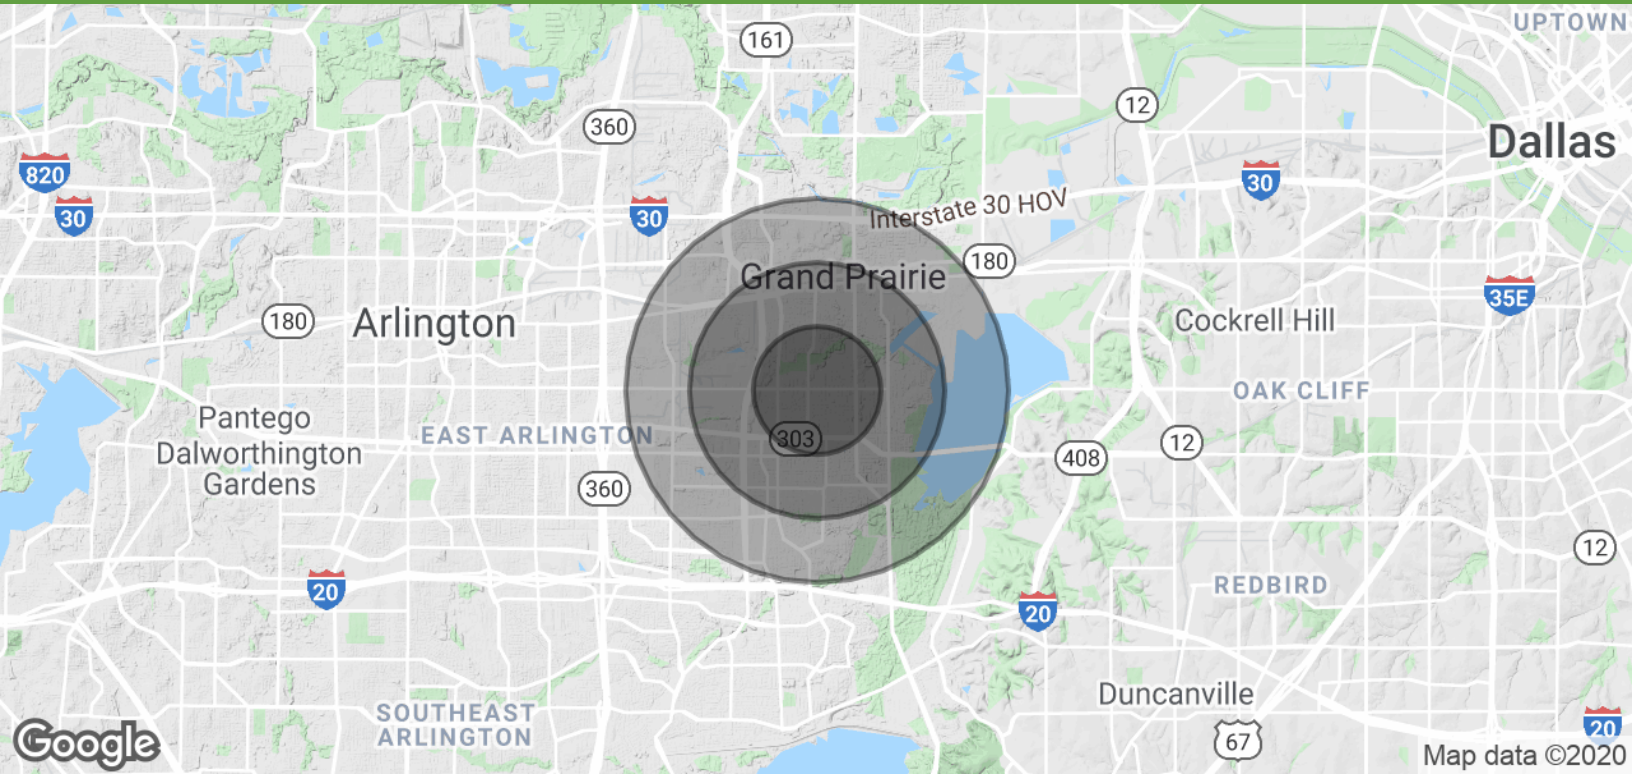 UPTOWN
161
12
360
Dallas
820
30
30
30
Interstate 30 HOV
180
Grand Prairie
35E
180
Arlington
Cockrell Hill
OAK CLIFF
Pantego
EAST ARLINGTON
303
12
Dalworthington
Gardens
408
360
12
20
REDBIRD
20
Duncanville
SOUTHEAST
ARLINGTON
20
67
Google
Map data ©2020